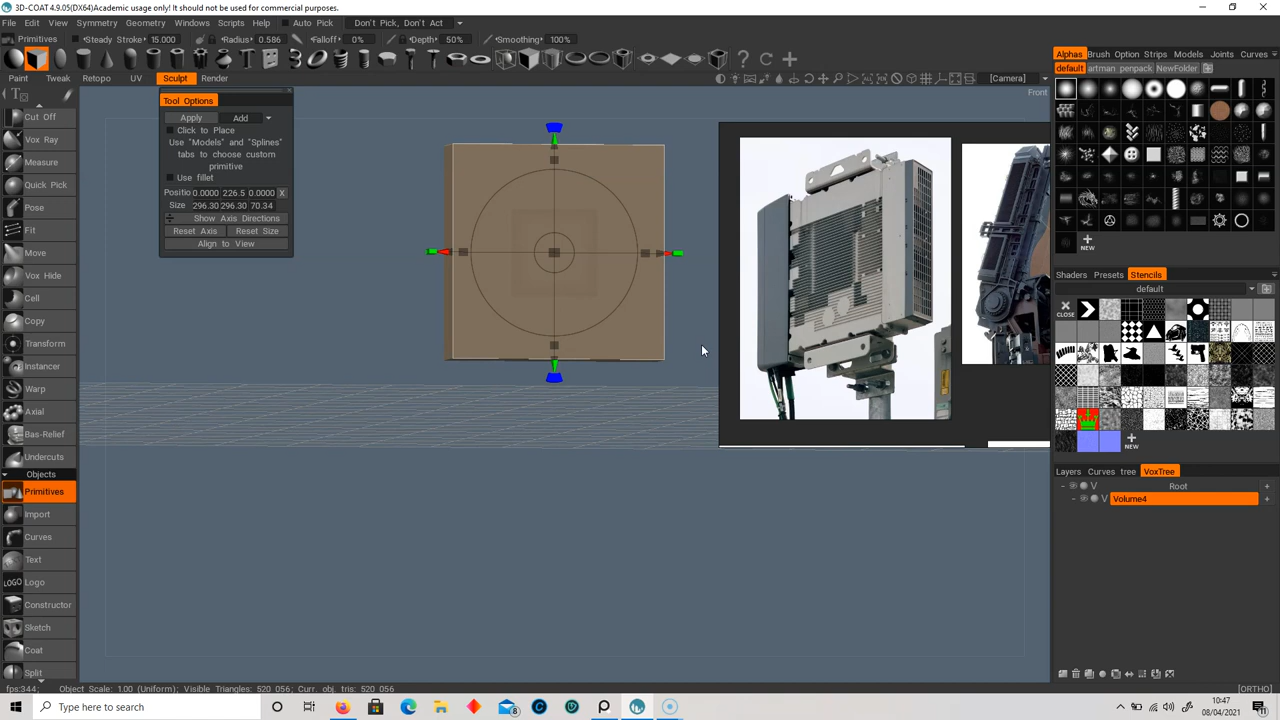 3D-COAT 4.9.05(DX64)Academic usage only! It should not be used for commercial purposes.
File Edit View Symmetry Geometry Textures Windows Scripts Help Auto Pick Don't Pick, Don't Act
Primitives Steady Stroke 15.000 Radius 0.586 Falloff 0% Depth 50% Smoothing 100%
Paint Tweak Retopo UV Sculpt Render [Camera]
Front
Tool Options
Apply Add
Click to Place
Use "Models" and "Splines"
tabs to choose custom
primitive
Use fillet
Positio 0.0000 226.5 0.0000 X
Size 296.30 296.30 70.34
Show Axis Directions
Reset Axis Reset Size
Align to View
Cut Off
Vox Ray
Measure
Quick Pick
Pose
Fit
Move
Vox Hide
Cell
Copy
Transform
Instancer
Warp
Axial
Bas-Relief
Undercuts
Objects
Primitives
Import
Curves
Text
LOGO Logo
Constructor
Sketch
Coat
Split
Alphas Brush Option Strips Models Joints Curves
default artman penpack NewFolder
NEW
Shaders Presets Stencils
default
CLOSE
NEW
Layers Curves tree VoxTree
V Root +
V Volume4 +
fps:344; Object Scale: 1.00 (Uniform); Visible Triangles: 520 056; Curr. obj. tris: 520 056 [ORTHO]
Type here to search
8
10:47
08/04/2021
11